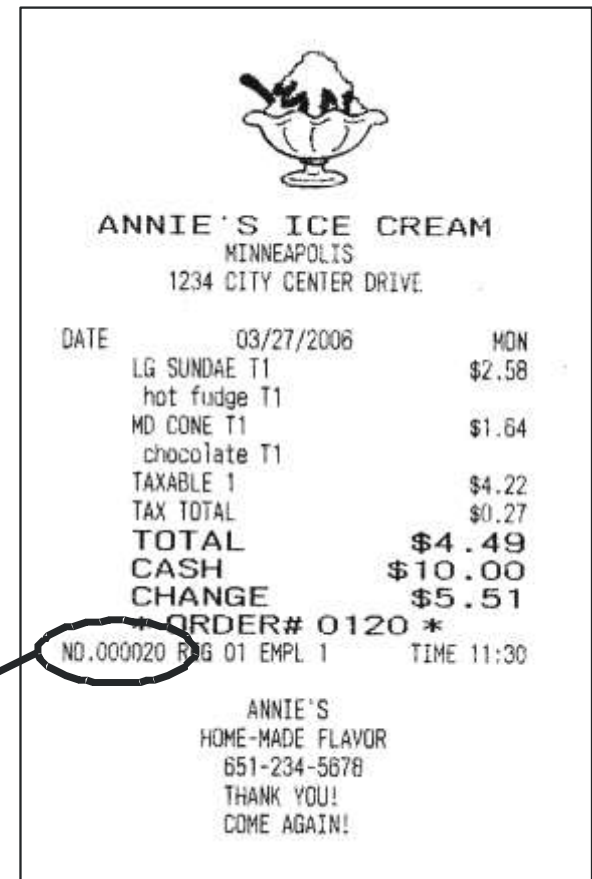 ANNIE'S ICE CREAM
MINNEAPOLIS
1234 CITY CENTER DRIVE
DATE 03/27/2006 MON
LG SUNDAE T1 $2.58
hot fudge T1
MD CONE T1 $1.64
chocolate T1
TAXABLE 1 $4.22
TAX TOTAL $0.27
TOTAL $4.49
CASH $10.00
CHANGE $5.51
* ORDER# 0120 *
NO.000020 REG 01 EMPL 1 TIME 11:30
ANNIE'S
HOME-MADE FLAVOR
651-234-5678
THANK YOU!
COME AGAIN!